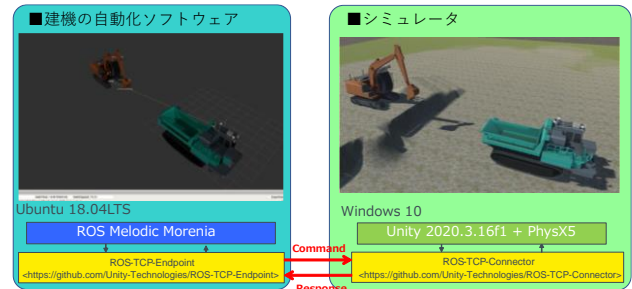 ■建機の自動化ソフトウェア
Ubuntu 18.04LTS
ROS Melodic Morenia
ROS-TCP-Endpoint
<https://github.com/Unity-Technologies/ROS-TCP-Endpoint>
Command
Response
■シミュレータ
Windows 10
Unity 2020.3.16f1 + PhysX5
ROS-TCP-Connector
<https://github.com/Unity-Technologies/ROS-TCP-Connector>